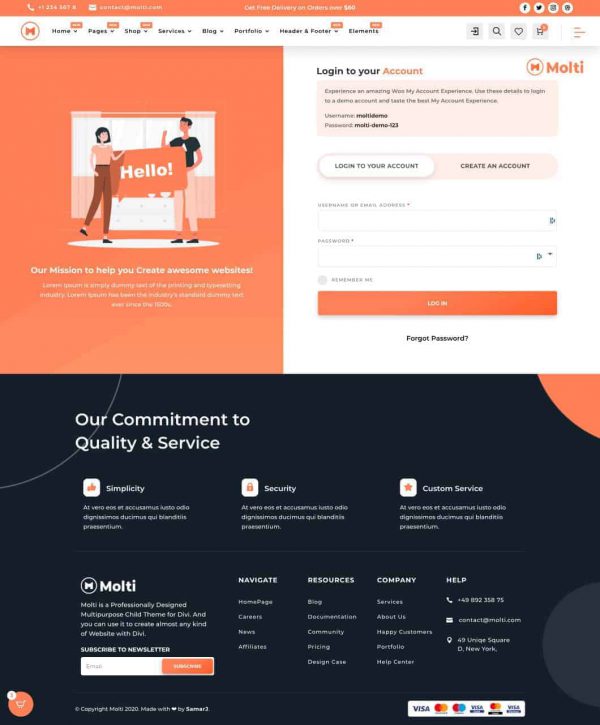 +1 234 567 8
contact@molti.com
Get Free Delivery on Orders over $60
Home
Pages
Shop
Services
Blog
Portfolio
Header & Footer
Elements
Login to your Account
Molti
Experience an amazing Woo My Account Experience. Use these details to login
to a demo account and taste the best My Account Experience.
Username: moltidemo
Password: molti-demo-123
LOGIN TO YOUR ACCOUNT
CREATE AN ACCOUNT
USERNAME OR EMAIL ADDRESS *
PASSWORD *
REMEMBER ME
LOG IN
Forgot Password?
Hello!
Our Mission to help you Create awesome websites!
Lorem Ipsum is simply dummy text of the printing and typesetting
industry. Lorem Ipsum has been the industry's standard dummy text
ever since the 1500s.
Our Commitment to
Quality & Service
Simplicity
At vero eos et accusamus iusto odio
dignissimos ducimus qui blanditiis
praesentium.
Security
At vero eos et accusamus iusto odio
dignissimos ducimus qui blanditiis
praesentium.
Custom Service
At vero eos et accusamus iusto odio
dignissimos ducimus qui blanditiis
praesentium.
Molti
Molti is a Professionally Designed
Multipurpose Child Theme for Divi. And
you can use it to create almost any kind
of Website with Divi.
SUBSCRIBE TO NEWSLETTER
Email
SUBSCRIBE
NAVIGATE
HomePage
Careers
News
Affiliates
RESOURCES
Blog
Documentation
Community
Pricing
Design Case
COMPANY
Services
About Us
Happy Customers
Portfolio
Help Center
HELP
+49 892 358 75
contact@molti.com
49 Uniqe Square
D, New York,
© Copyright Molti 2020. Made with ❤ by SamarJ.
VISA
VISA